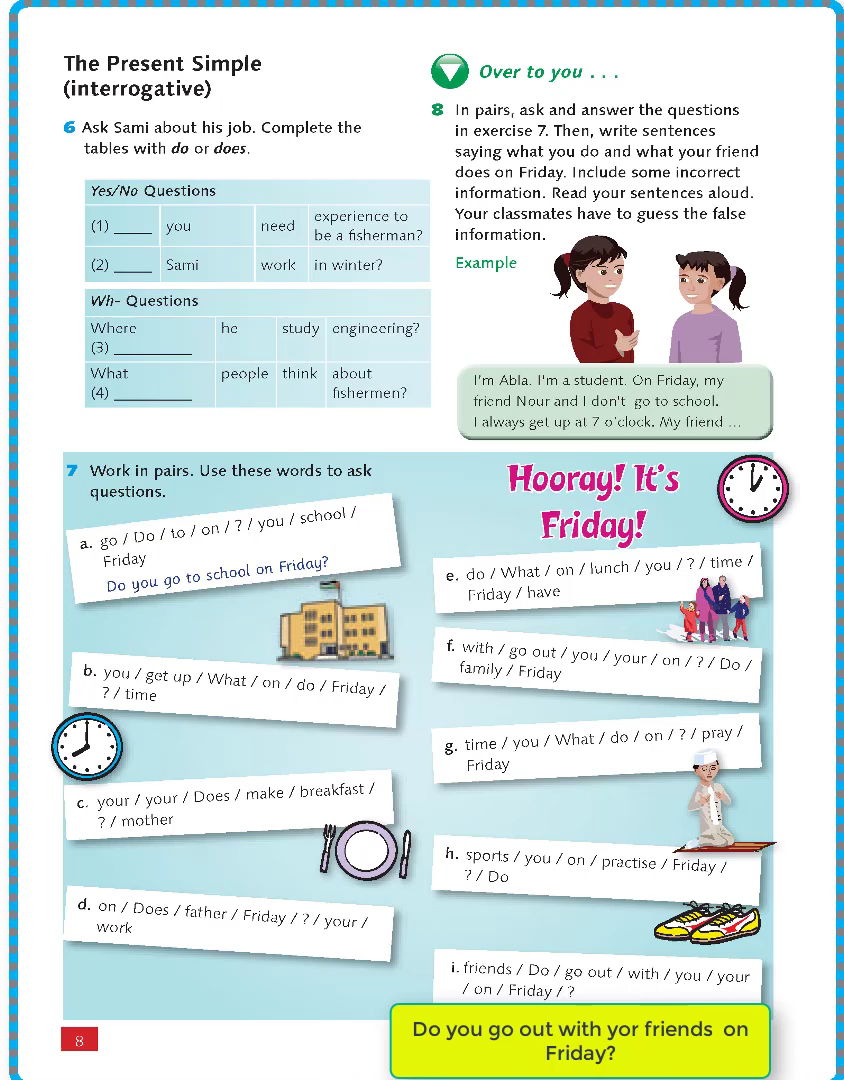 The Present Simple
(interrogative)
6 Ask Sami about his job. Complete the
tables with do or does.
Yes/No Questions
(1) _____ you need experience to
be a fisherman?
(2) _____ Sami work in winter?
Wh- Questions
Where he study engineering?
(3) __________
What people think about
(4) __________ fishermen?
Over to you . . .
8 In pairs, ask and answer the questions
in exercise 7. Then, write sentences
saying what you do and what your friend
does on Friday. Include some incorrect
information. Read your sentences aloud.
Your classmates have to guess the false
information.
Example
I'm Abla. I'm a student. On Friday, my
friend Nour and I don't go to school.
I always get up at 7 o'clock. My friend ...
7 Work in pairs. Use these words to ask
questions.
Hooray! It's
Friday!
a. go / Do / to / on / ? / you / school /
Friday
Do you go to school on Friday?
b. you / get up / What / on / do / Friday /
? / time
c. your / your / Does / make / breakfast /
? / mother
d. on / Does / father / Friday / ? / your /
work
e. do / What / on / lunch / you / ? / time /
Friday / have
f. with / go out / you / your / on / ? / Do /
family / Friday
g. time / you / What / do / on / ? / pray /
Friday
h. sports / you / on / practise / Friday /
? / Do
i. friends / Do / go out / with / you / your
/ on / Friday / ?
8
Do you go out with yor friends on
Friday?